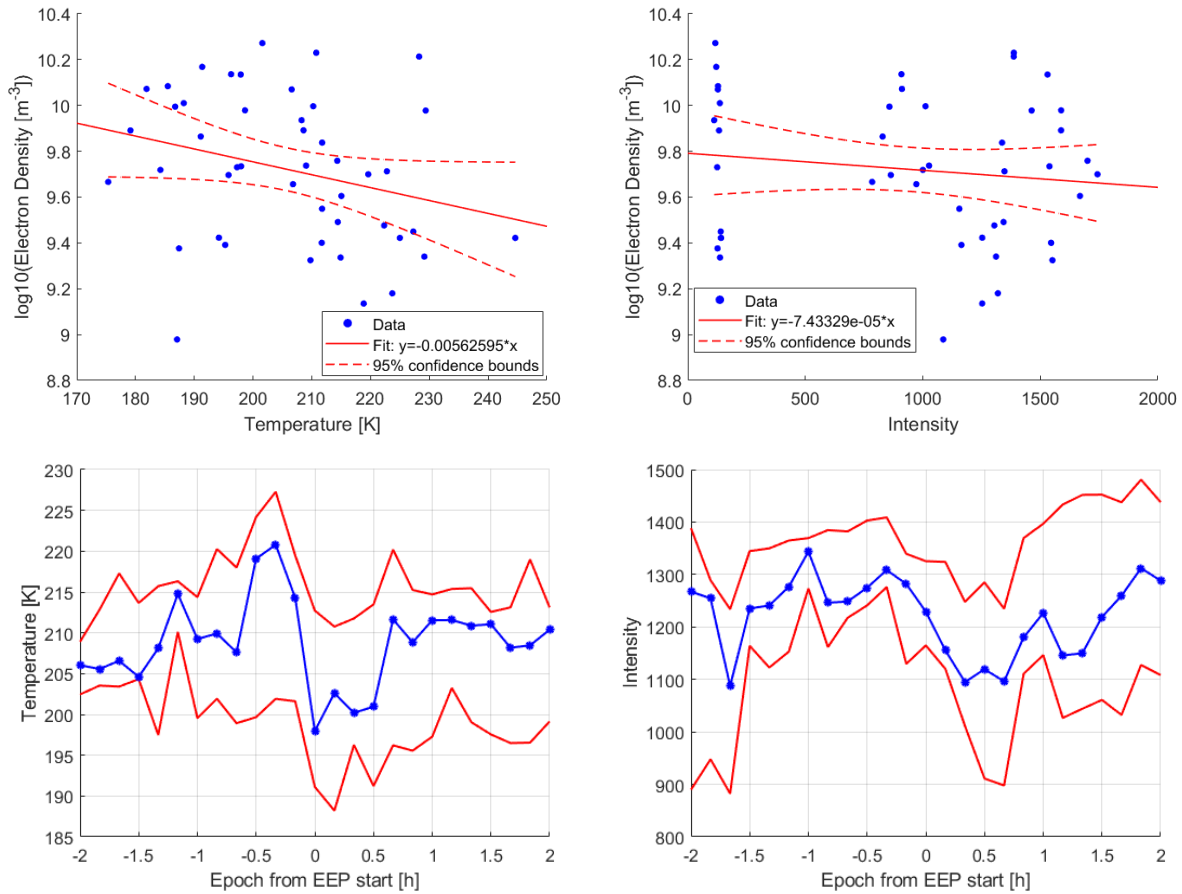 10.4
10.2
10
9.8
9.6
9.4
9.2
9
8.8
log10(Electron Density [m-3])
170 180 190 200 210 220 230 240 250
Temperature [K]
Data
Fit: y=-0.00562595*x
95% confidence bounds
10.4
10.2
10
9.8
9.6
9.4
9.2
9
8.8
log10(Electron Density [m-3])
0 500 1000 1500 2000
Intensity
Data
Fit: y=-7.43329e-05*x
95% confidence bounds
230
225
220
215
210
205
200
195
190
185
Temperature [K]
-2 -1.5 -1 -0.5 0 0.5 1 1.5 2
Epoch from EEP start [h]
1500
1400
1300
1200
1100
1000
900
800
Intensity
-2 -1.5 -1 -0.5 0 0.5 1 1.5 2
Epoch from EEP start [h]